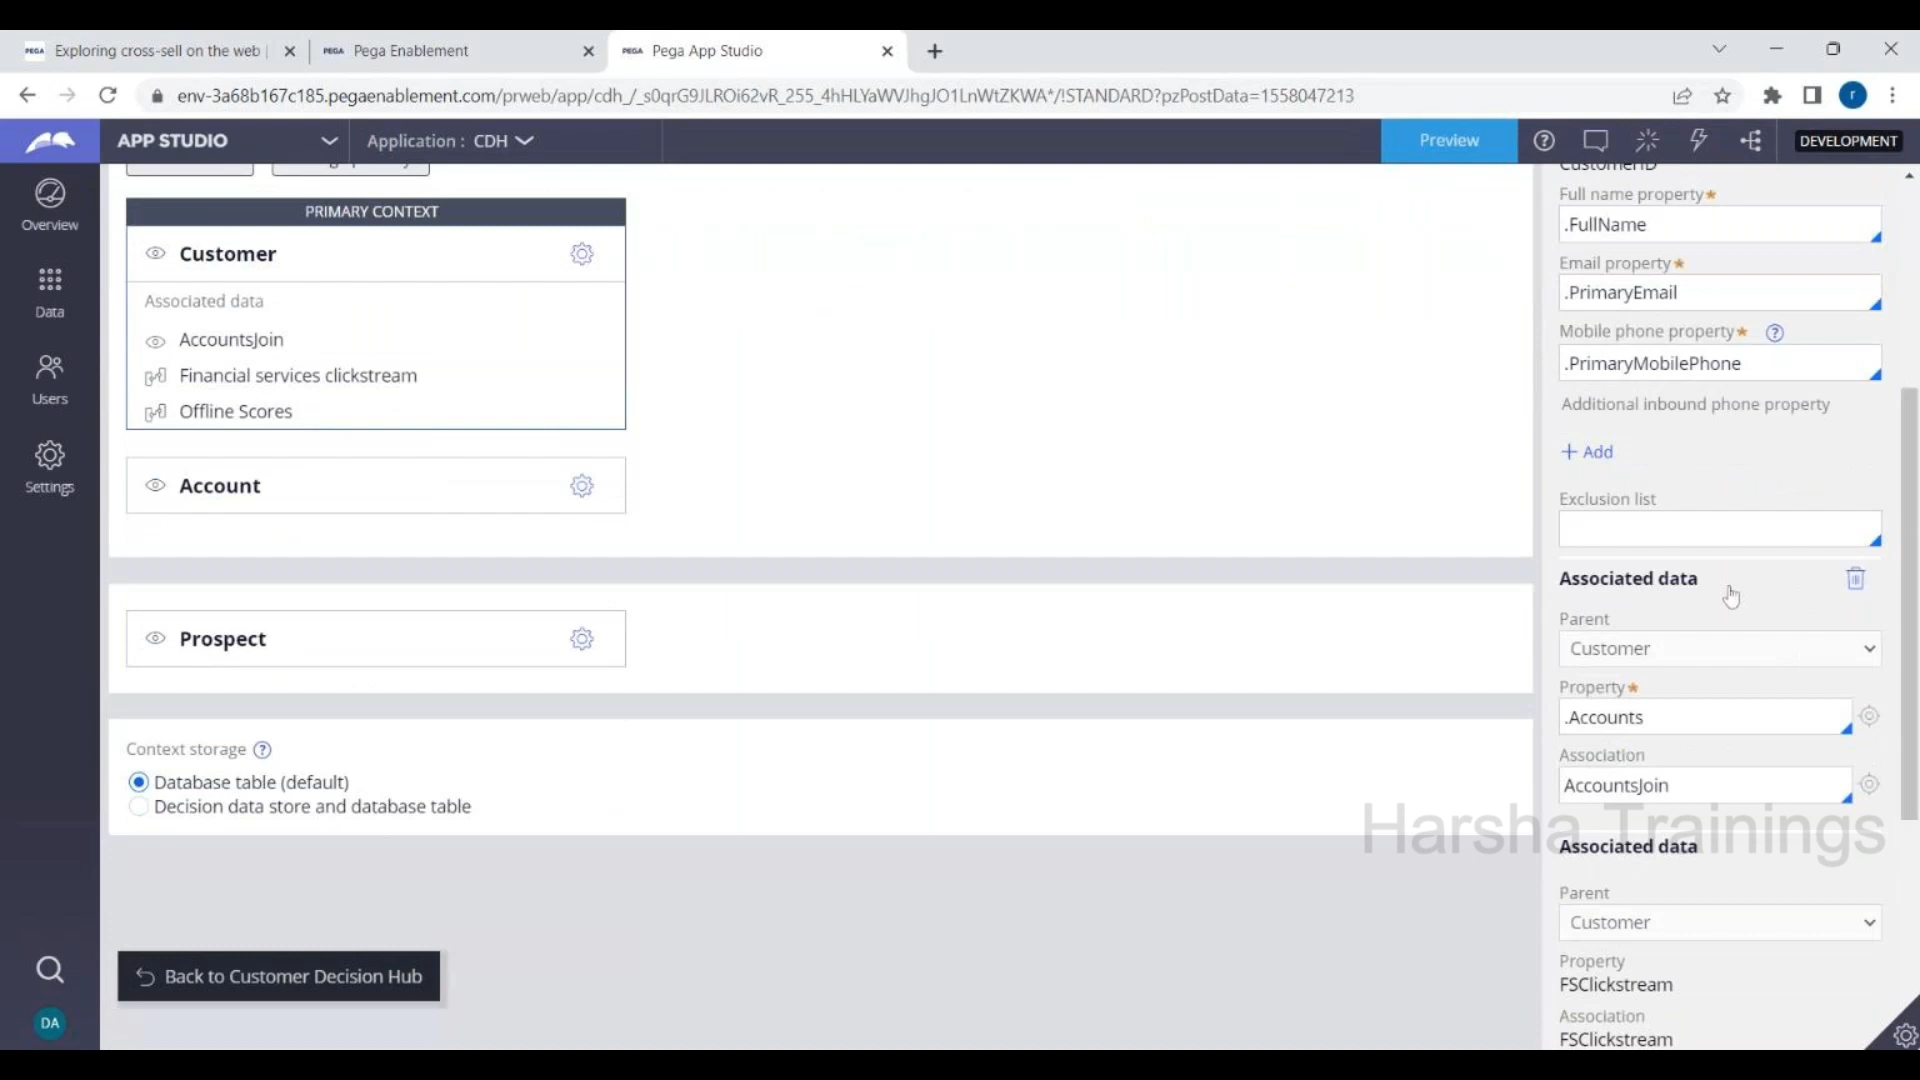 PEGA Exploring cross-sell on the web
PEGA Pega Enablement
PEGA Pega App Studio
env-3a68b167c185.pegaenablement.com/prweb/app/cdh_/_s0qrG9JLROi62vR_255_4hHLYaWVJhgJO1LnWtZKWA*/!STANDARD?pzPostData=1558047213
r
APP STUDIO
Application : CDH
Preview
DEVELOPMENT
Overview
Data
Users
Settings
DA
PRIMARY CONTEXT
Customer
Associated data
AccountsJoin
Financial services clickstream
Offline Scores
Account
Prospect
Context storage ?
Database table (default)
Decision data store and database table
Back to Customer Decision Hub
CustomerID
Full name property*
.FullName
Email property*
.PrimaryEmail
Mobile phone property* ?
.PrimaryMobilePhone
Additional inbound phone property
+ Add
Exclusion list
Associated data
Parent
Customer
Property*
.Accounts
Association
AccountsJoin
Harsha Trainings
Associated data
Parent
Customer
Property
FSClickstream
Association
FSClickstream